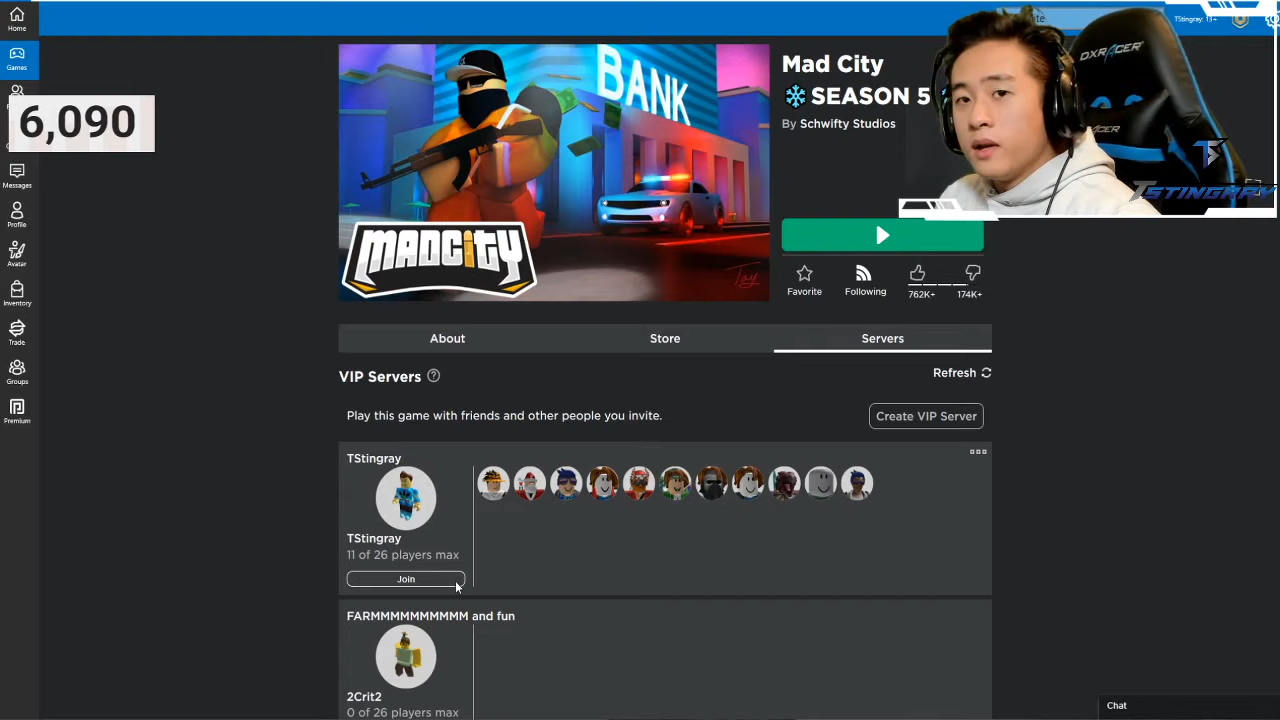 Home
TStingray: 13+
Games
DXRACER
BANK
Mad City
SEASON 5
By Schwifty Studios
6,090
TSTINGRAY
Messages
Profile
Avatar
Inventory
Trade
Groups
Premium
MADCITY
Favorite
Following
762K+
174K+
About
Store
Servers
VIP Servers
Refresh
Play this game with friends and other people you invite.
Create VIP Server
TStingray
TStingray
11 of 26 players max
Join
FARMMMMMMMMMM and fun
2Crit2
0 of 26 players max
Chat